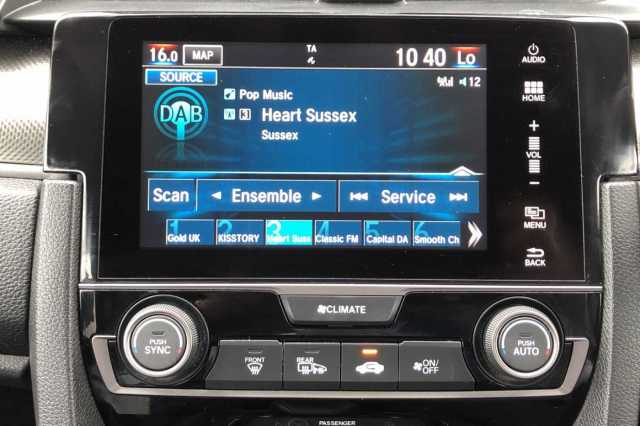 16.0 MAP TA 10 40 Lo
SOURCE 12
DAB
Pop Music
A 3 Heart Sussex
Sussex
Scan Ensemble Service
1 Gold UK 2 KISSTORY 3 Heart Suss 4 Classic FM 5 Capital DA 6 Smooth Ch
AUDIO
HOME
+
VOL
-
MENU
BACK
CLIMATE
PUSH SYNC
FRONT
REAR
ON/OFF
PUSH AUTO
PASSENGER